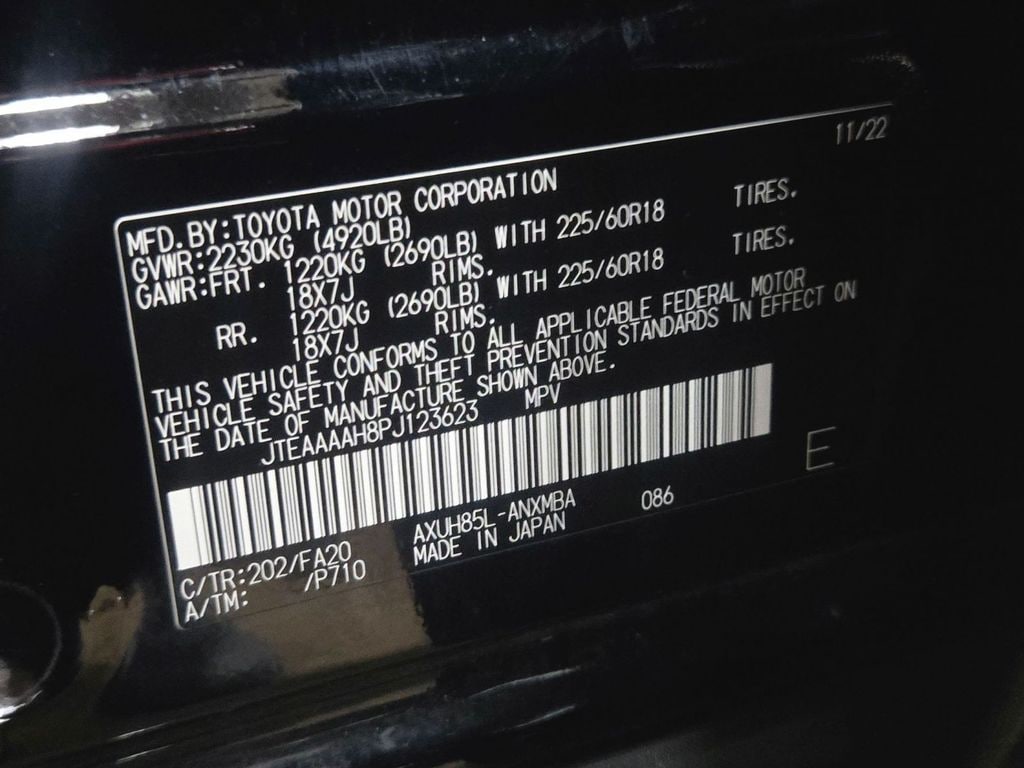 11/22
MFD.BY:TOYOTA MOTOR CORPORATION
GVWR:2230KG (4920LB)
GAWR:FRT. 1220KG (2690LB) WITH 225/60R18 TIRES.
18X7J RIMS.
RR. 1220KG (2690LB) WITH 225/60R18 TIRES.
18X7J RIMS.
THIS VEHICLE CONFORMS TO ALL APPLICABLE FEDERAL MOTOR
VEHICLE SAFETY AND THEFT PREVENTION STANDARDS IN EFFECT ON
THE DATE OF MANUFACTURE SHOWN ABOVE.
JTEAAAAH8PJ123623 MPV
E
C/TR:202/FA20 AXUH85L-ANXMBA 086
A/TM: /P710 MADE IN JAPAN